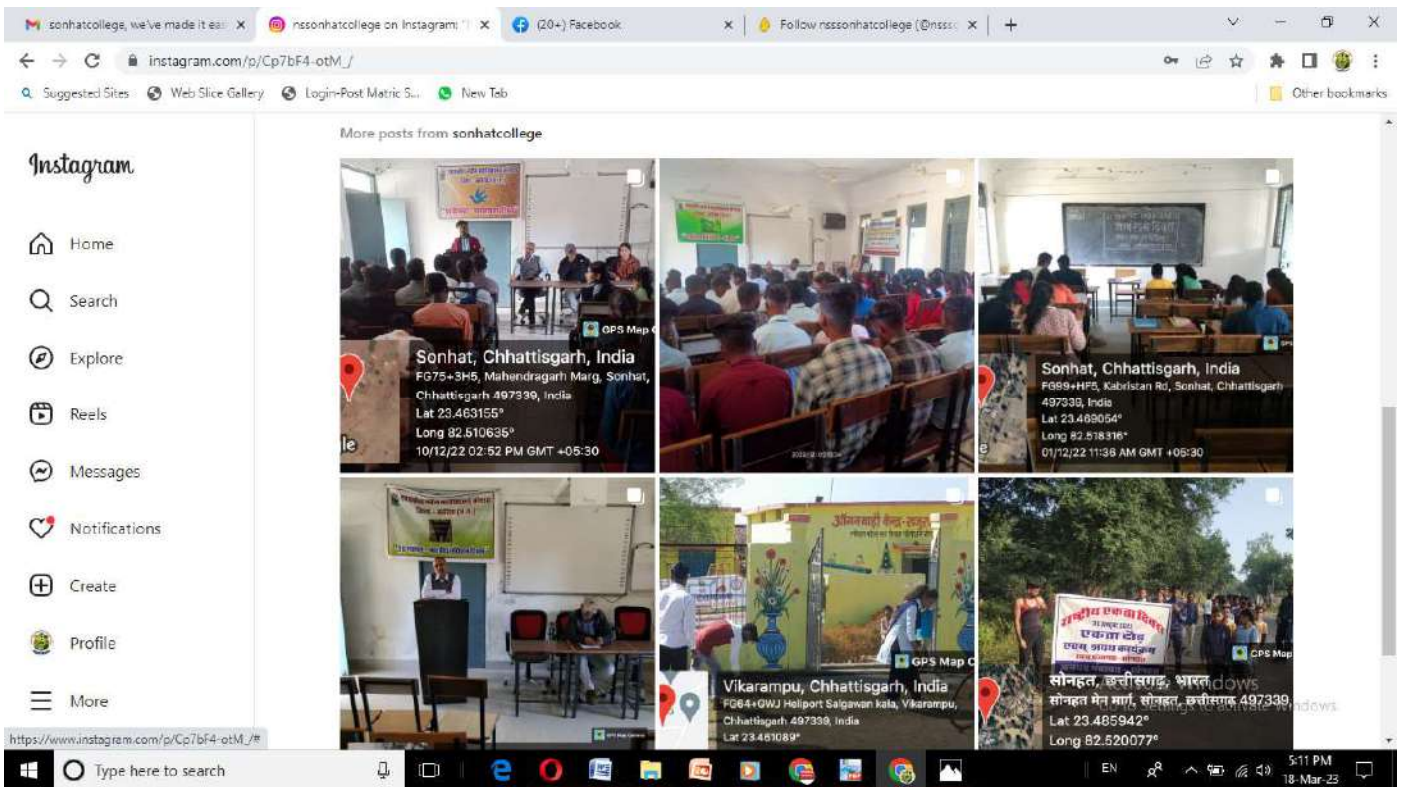 sonhatcollege, we've made it eas
nssonhatcollege on Instagram: "
(20+) Facebook
Follow nsssonhatcollege (@nsss
instagram.com/p/Cp7bF4-otM_/
Suggested Sites
Web Slice Gallery
Login-Post Matric S...
New Tab
Other bookmarks
Instagram
More posts from sonhatcollege
Home
Search
Explore
Reels
Messages
Notifications
Create
Profile
More
GPS Map C
Sonhat, Chhattisgarh, India
FG75+3H5, Mahendragarh Marg, Sonhat,
Chhattisgarh 497339, India
Lat 23.463155°
Long 82.510635°
10/12/22 02:52 PM GMT +05:30
gle
Sonhat, Chhattisgarh, India
FG99+HF5, Kabristan Rd, Sonhat, Chhattisgarh
497339, India
Lat 23.469054°
Long 82.518316°
01/12/22 11:36 AM GMT +05:30
GPS Map Camera
आँगनबाड़ी केन्द्र
GPS Map C
Vikarampu, Chhattisgarh, India
FG64+GWJ Heliport Salgawan kala, Vikarampu,
Chhattisgarh 497339, India
Lat 23.461089°
राष्ट्रीय एकता दिवस
एकता दौड़
एवम् शपथ कार्यक्रम
GPS Map
सोनहत, छत्तीसगढ़, भारत
सोनहत मेन मार्ग, सोनहत, छत्तीसगढ़ 497339,
Lat 23.485942°
Long 82.520077°
https://www.instagram.com/p/Cp7bF4-otM_/#
Type here to search
EN
5:11 PM
18-Mar-23